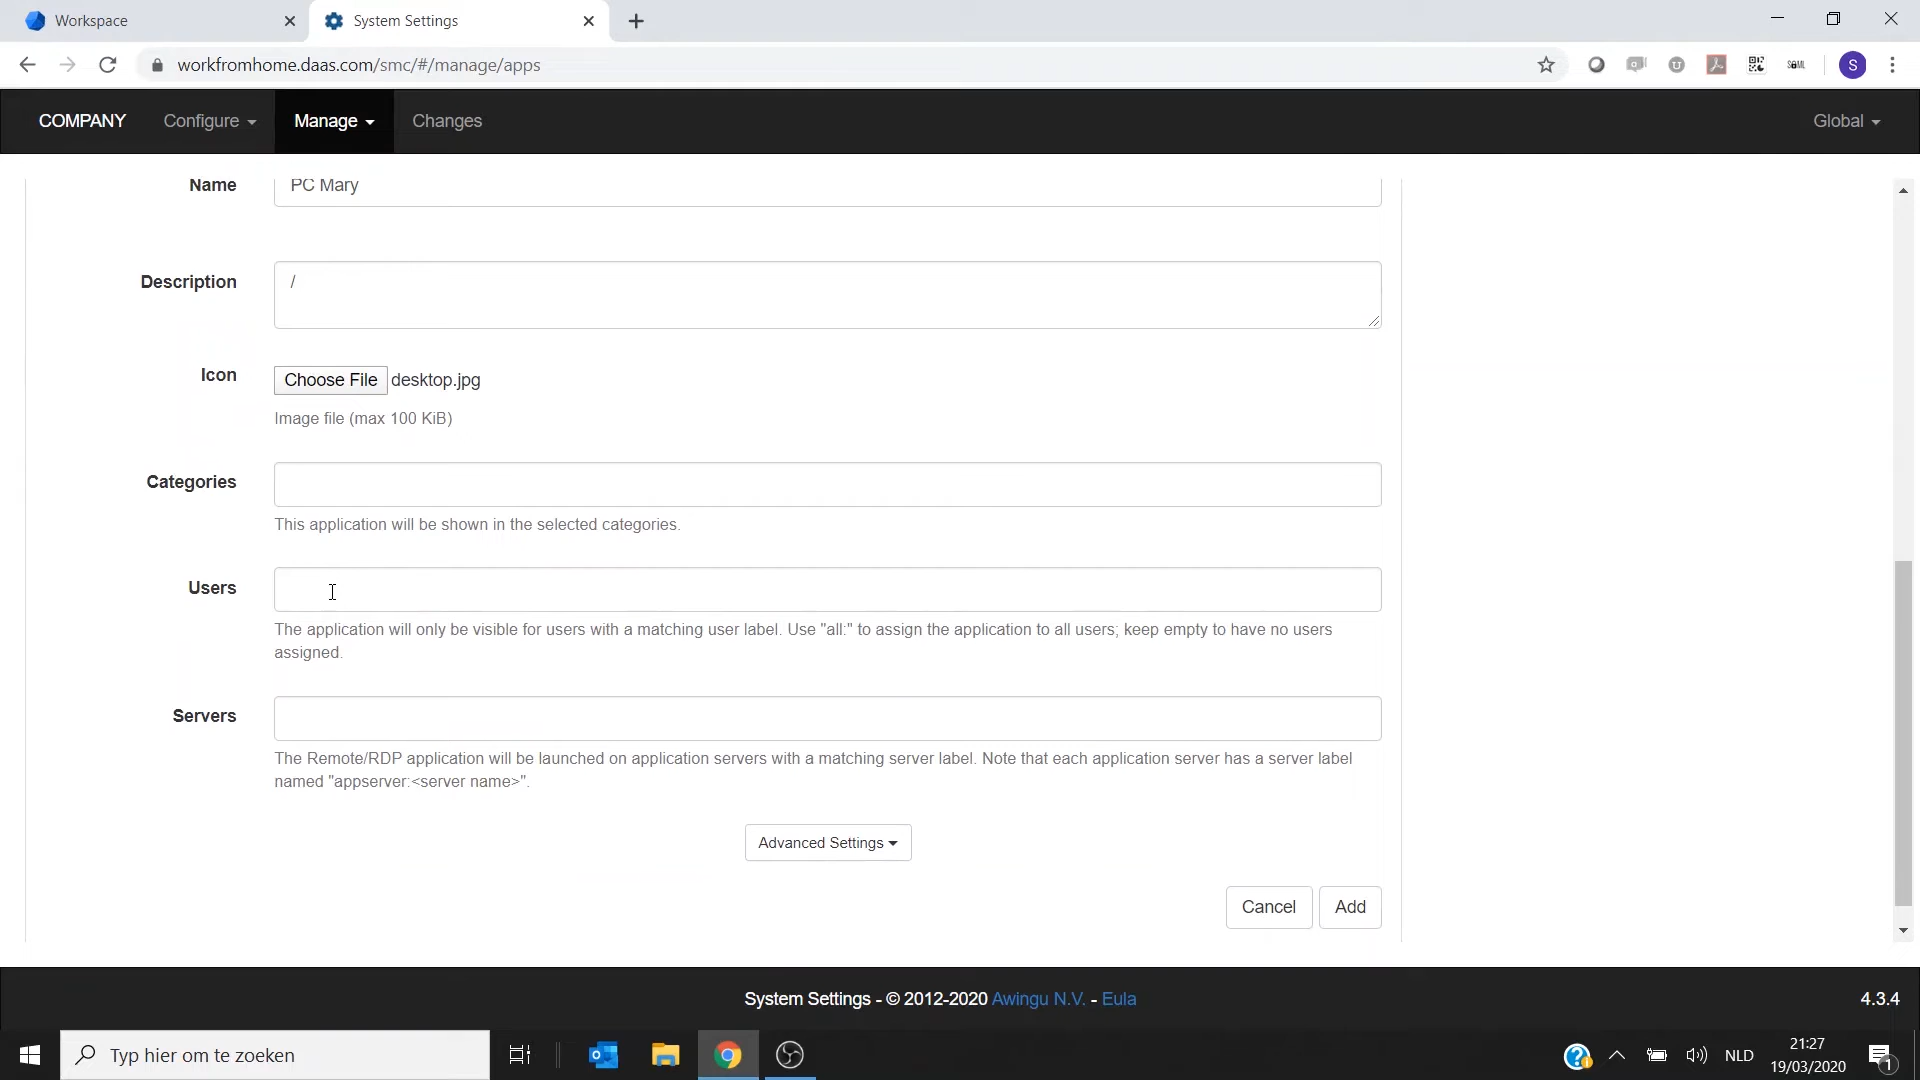 Workspace
System Settings
workfromhome.daas.com/smc/#/manage/apps
S
COMPANY
Configure
Manage
Changes
Global
Name
PC Mary
Description
/
Icon
Choose File
desktop.jpg
Image file (max 100 KiB)
Categories
This application will be shown in the selected categories.
Users
The application will only be visible for users with a matching user label. Use "all:" to assign the application to all users; keep empty to have no users
assigned.
Servers
The Remote/RDP application will be launched on application servers with a matching server label. Note that each application server has a server label
named "appserver:<server name>".
Advanced Settings
Cancel
Add
System Settings - © 2012-2020 Awingu N.V. - Eula
4.3.4
Typ hier om te zoeken
NLD
21:27
19/03/2020
1